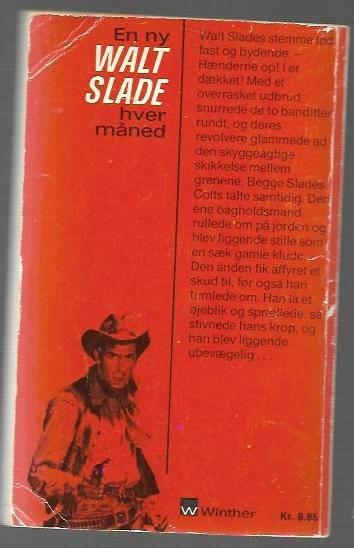 En ny
WALT
SLADE
hver
måned
Walt Slades stemme lød
fast og bydende: –
Hænderne op! I er
dækket! Med et
overrasket udbrud
snurrede de to banditter
rundt, og deres
revolvere glammede ad
den skyggeagtige
skikkelse mellem
grenene. Begge Slades
Colts talte samtidig. Den
ene bagholdsmand
rullede om på jorden og
blev liggende stille som
en sæk gamle klude.
Den anden fik affyret et
skud til, før også han
tumlede om. Han lå et
øjeblik og sprællede, så
stivnede hans krop, og
han blev liggende
ubevægelig . . .
W Winther
Kr. 8.85